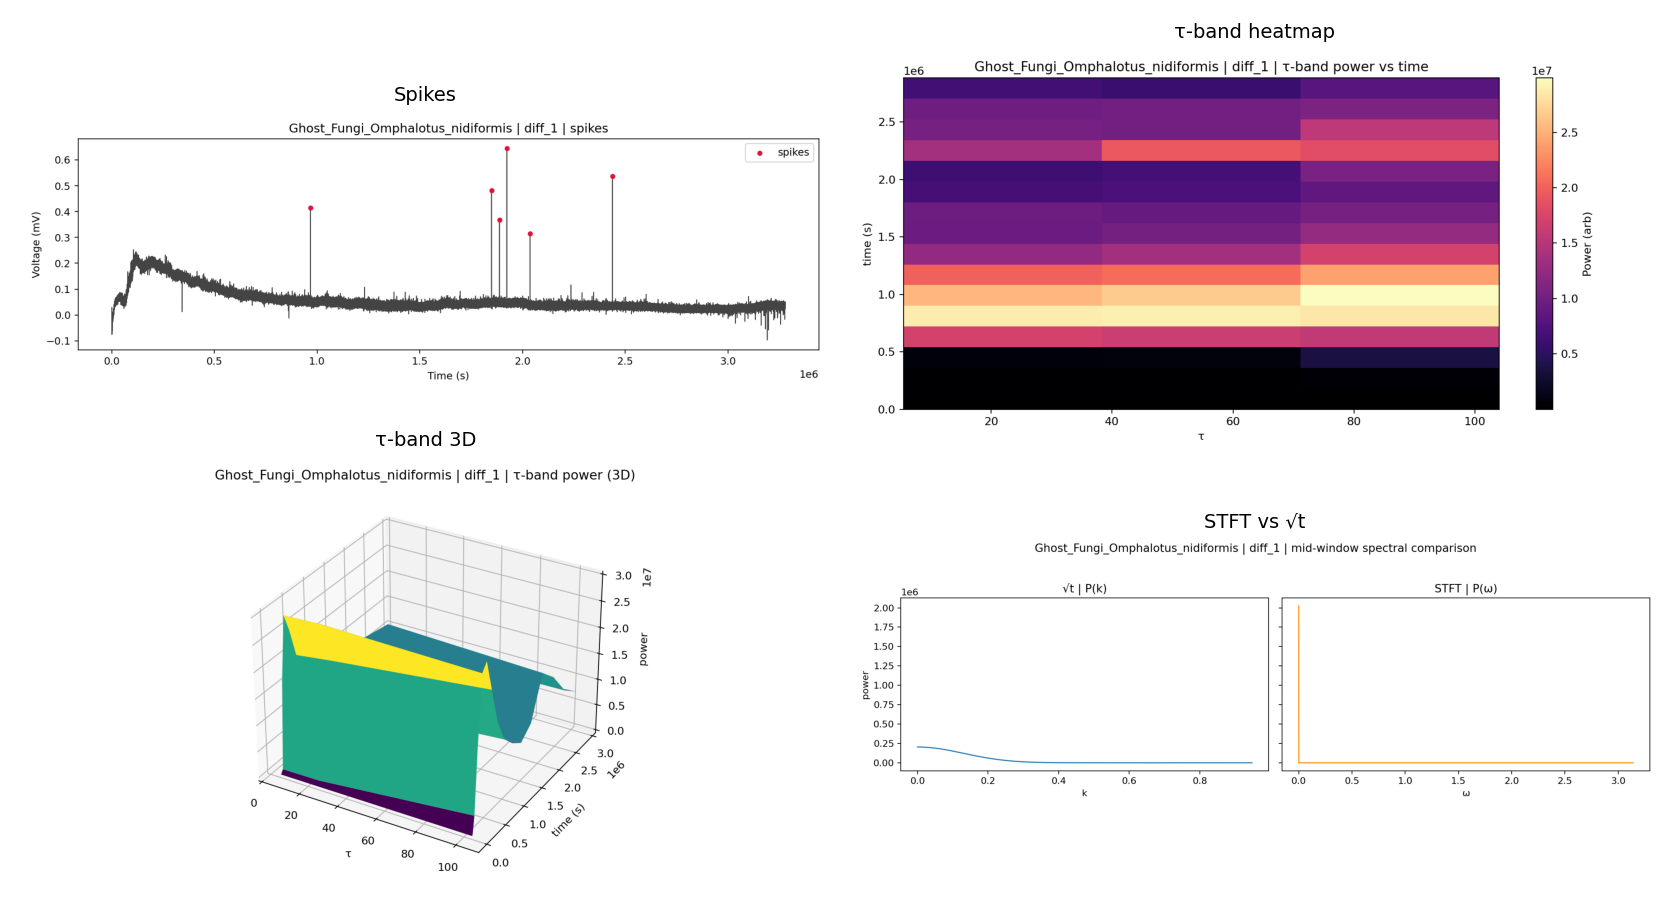 Spikes
Ghost_Fungi_Omphalotus_nidiformis | diff_1 | spikes
spikes
Voltage (mV)
0.6
0.5
0.4
0.3
0.2
0.1
0.0
−0.1
0.0 0.5 1.0 1.5 2.0 2.5 3.0
1e6
Time (s)
τ-band heatmap
Ghost_Fungi_Omphalotus_nidiformis | diff_1 | τ-band power vs time
1e6
time (s)
2.5
2.0
1.5
1.0
0.5
0.0
20 40 60 80 100
τ
1e7
2.5
2.0
1.5
1.0
0.5
Power (arb)
τ-band 3D
Ghost_Fungi_Omphalotus_nidiformis | diff_1 | τ-band power (3D)
1e7
3.0
2.5
2.0
1.5
1.0
0.5
0.0
power
3.0
2.5
2.0
1.5
1.0
0.5
0.0
1e6
time (s)
0
20
40
60
80
100
τ
STFT vs √t
Ghost_Fungi_Omphalotus_nidiformis | diff_1 | mid-window spectral comparison
√t | P(k)
1e6
power
2.00
1.75
1.50
1.25
1.00
0.75
0.50
0.25
0.00
0.0 0.2 0.4 0.6 0.8
k
STFT | P(ω)
0.0 0.5 1.0 1.5 2.0 2.5 3.0
ω